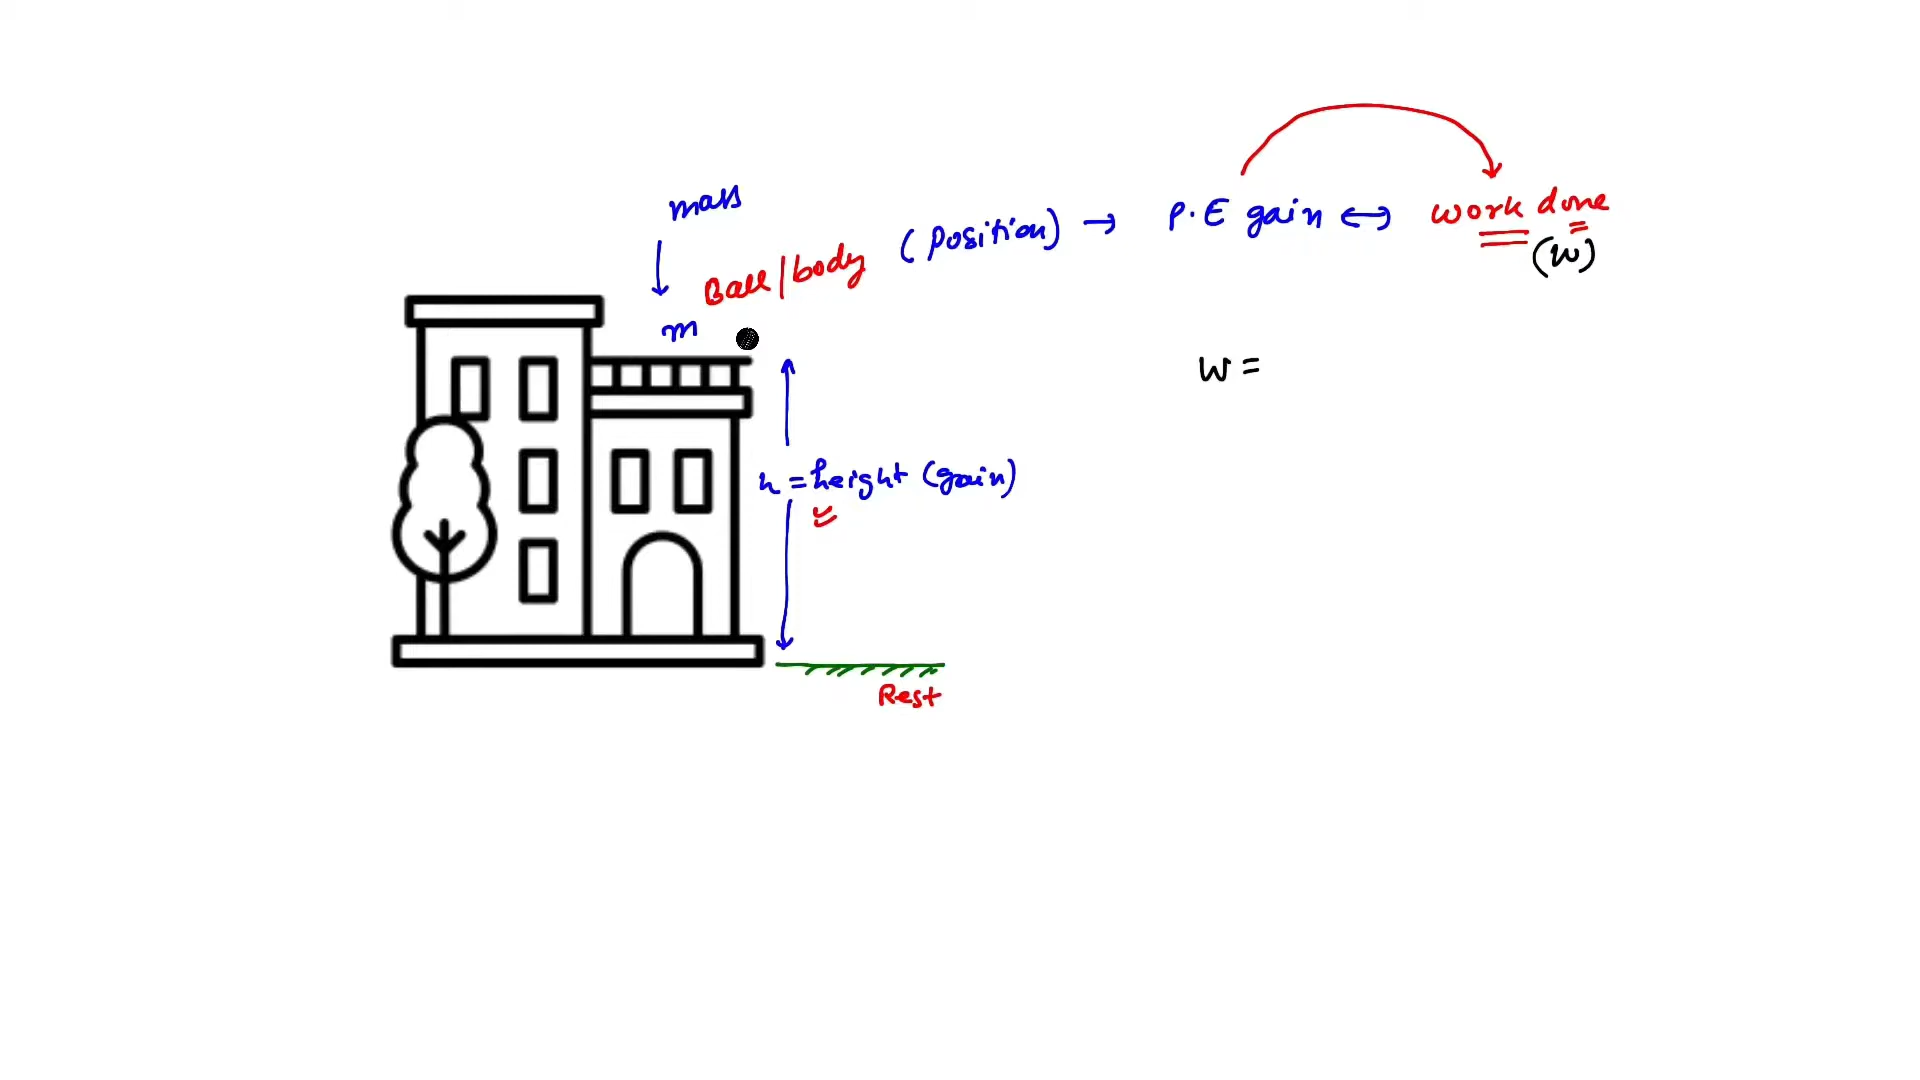 mass
Ball/body (Position) → P.E gain ↔ work done
(W)
m
W =
h = height (gain)
Rest